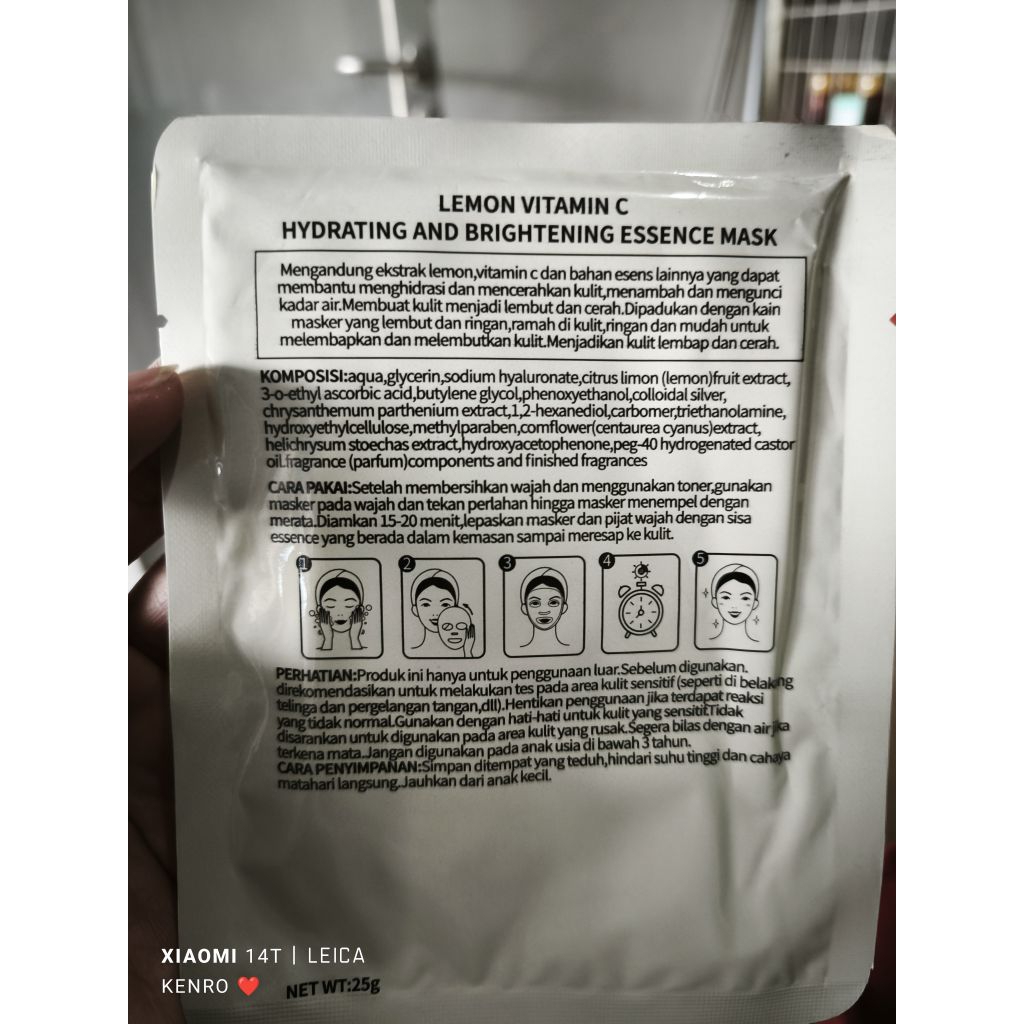 LEMON VITAMIN C
HYDRATING AND BRIGHTENING ESSENCE MASK
Mengandung ekstrak lemon,vitamin c dan bahan esens lainnya yang dapat
membantu menghidrasi dan mencerahkan kulit,menambah dan mengunci
kadar air.Membuat kulit menjadi lembut dan cerah.Dipadukan dengan kain
masker yang lembut dan ringan,ramah di kulit,ringan dan mudah untuk
melembapkan dan melembutkan kulit.Menjadikan kulit lembap dan cerah.
KOMPOSISI:aqua,glycerin,sodium hyaluronate,citrus limon (lemon)fruit extract,
3-o-ethyl ascorbic acid,butylene glycol,phenoxyethanol,colloidal silver,
chrysanthemum parthenium extract,1,2-hexanediol,carbomer,triethanolamine,
hydroxyethylcellulose,methylparaben,cornflower(centaurea cyanus)extract,
helichrysum stoechas extract,hydroxyacetophenone,peg-40 hydrogenated castor
oil.fragrance (parfum)components and finished fragrances
CARA PAKAI:Setelah membersihkan wajah dan menggunakan toner,gunakan
masker pada wajah dan tekan perlahan hingga masker menempel dengan
merata.Diamkan 15-20 menit,lepaskan masker dan pijat wajah dengan sisa
essence yang berada dalam kemasan sampai meresap ke kulit.
1 2 3 4 5
PERHATIAN:Produk ini hanya untuk penggunaan luar.Sebelum digunakan.
direkomendasikan untuk melakukan tes pada area kulit sensitif (seperti di belakang
telinga dan pergelangan tangan,dll).Hentikan penggunaan jika terdapat reaksi
yang tidak normal.Gunakan dengan hati-hati untuk kulit yang sensitif.Tidak
disarankan untuk digunakan pada area kulit yang rusak.Segera bilas dengan air jika
terkena mata.Jangan digunakan pada anak usia di bawah 3 tahun.
CARA PENYIMPANAN:Simpan ditempat yang teduh,hindari suhu tinggi dan cahaya
matahari langsung.Jauhkan dari anak kecil.
NET WT:25g
XIAOMI 14T | LEICA
KENRO ❤️